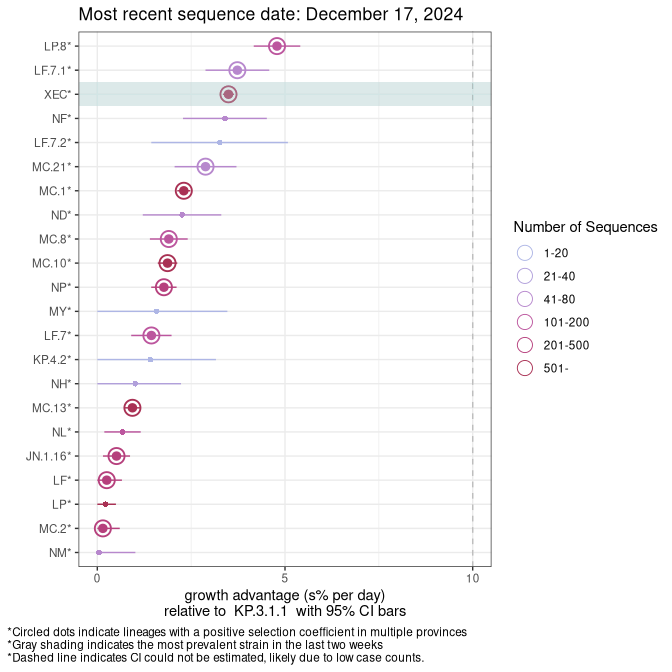 Most recent sequence date: December 17, 2024
LP.8*
LF.7.1*
XEC*
NF*
LF.7.2*
MC.21*
MC.1*
ND*
MC.8*
MC.10*
NP*
MY*
LF.7*
KP.4.2*
NH*
MC.13*
NL*
JN.1.16*
LF*
LP*
MC.2*
NM*
0 5 10
growth advantage (s% per day)
relative to KP.3.1.1 with 95% CI bars
Number of Sequences
1-20
21-40
41-80
101-200
201-500
501-
*Circled dots indicate lineages with a positive selection coefficient in multiple provinces
*Gray shading indicates the most prevalent strain in the last two weeks
*Dashed line indicates CI could not be estimated, likely due to low case counts.